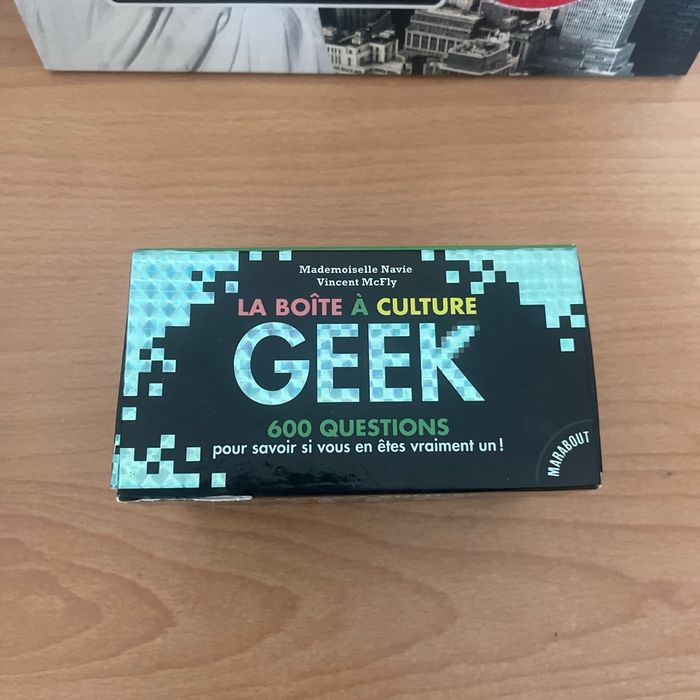 Mademoiselle Navie
Vincent McFly
LA BOÎTE À CULTURE
GEEK
600 QUESTIONS
pour savoir si vous en êtes vraiment un !
MARABOUT